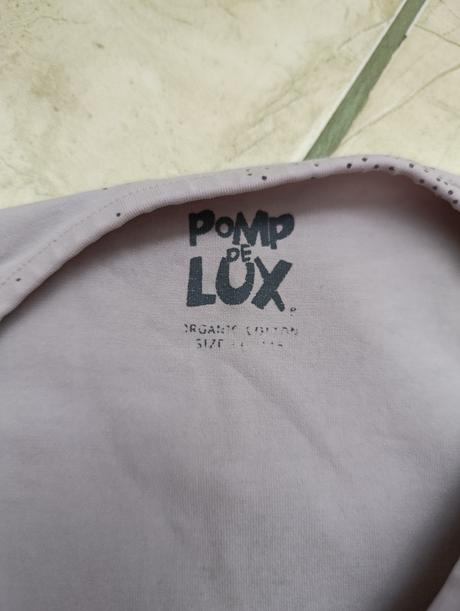 POMP
DE
LUX
ORGANIC COTTON
SIZE